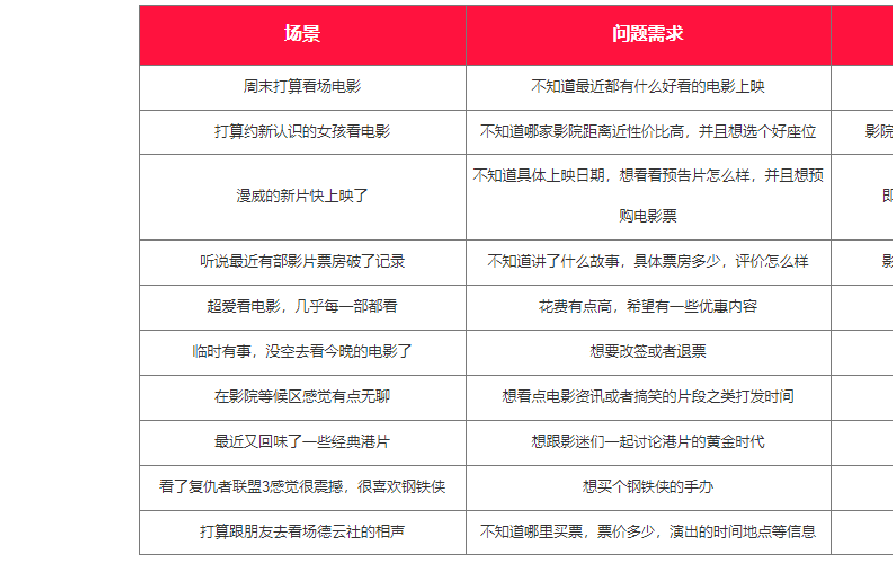 场景 问题需求
周末打算看场电影 不知道最近都有什么好看的电影上映
打算约新认识的女孩看电影 不知道哪家影院距离近性价比高，并且想选个好座位 影院
漫威的新片快上映了 不知道具体上映日期，想看看预告片怎么样，并且想预 即
购电影票
听说最近有部影片票房破了记录 不知道讲了什么故事，具体票房多少，评价怎么样 影
超爱看电影，几乎每一部都看 花费有点高，希望有一些优惠内容
临时有事，没空去看今晚的电影了 想要改签或者退票
在影院等候区感觉有点无聊 想看点电影资讯或者搞笑的片段之类打发时间
最近又回味了一些经典港片 想跟影迷们一起讨论港片的黄金时代
看了复仇者联盟3感觉很震撼，很喜欢钢铁侠 想买个钢铁侠的手办
打算跟朋友去看场德云社的相声 不知道哪里买票，票价多少，演出的时间地点等信息